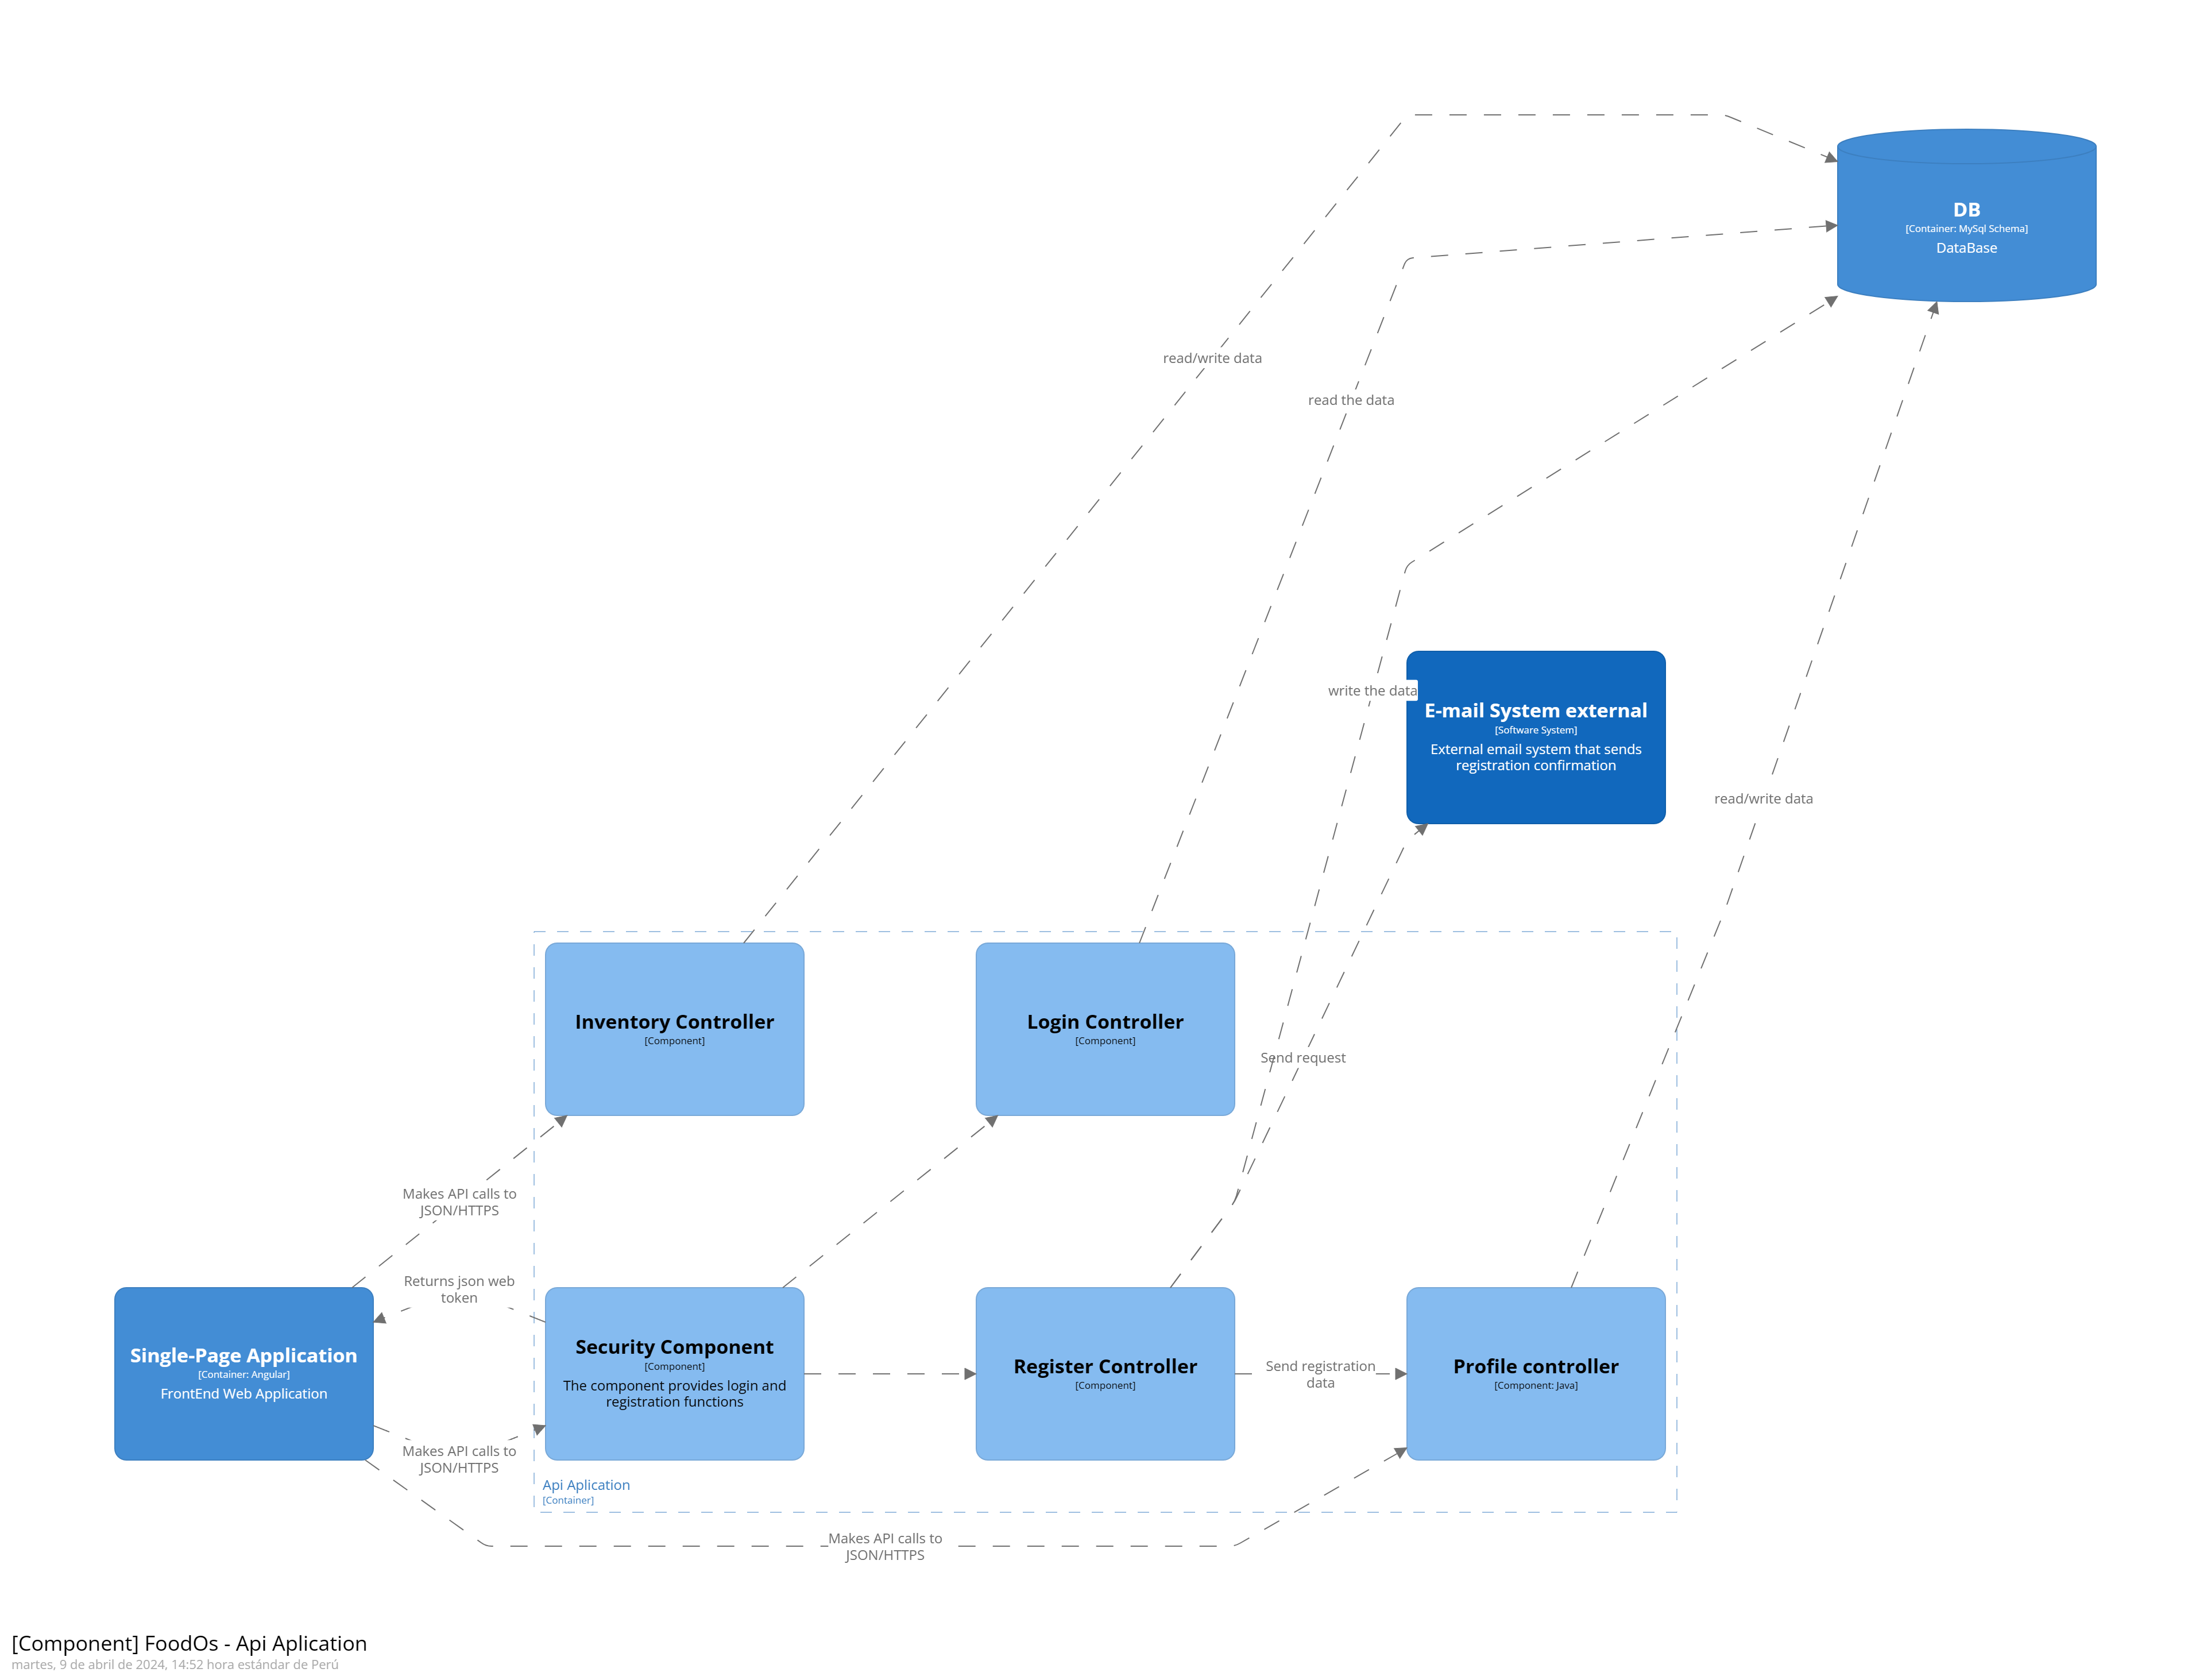 DB
[Container: MySql Schema]
DataBase
read/write data
read the data
write the data
E-mail System external
[Software System]
External email system that sends
registration confirmation
read/write data
Inventory Controller
[Component]
Login Controller
[Component]
Send request
Makes API calls to
JSON/HTTPS
Returns json web
token
Single-Page Application
[Container: Angular]
FrontEnd Web Application
Security Component
[Component]
The component provides login and
registration functions
Register Controller
[Component]
Send registration
data
Profile controller
[Component: Java]
Makes API calls to
JSON/HTTPS
Api Aplication
[Container]
Makes API calls to
JSON/HTTPS
[Component] FoodOs - Api Aplication
martes, 9 de abril de 2024, 14:52 hora estándar de Perú